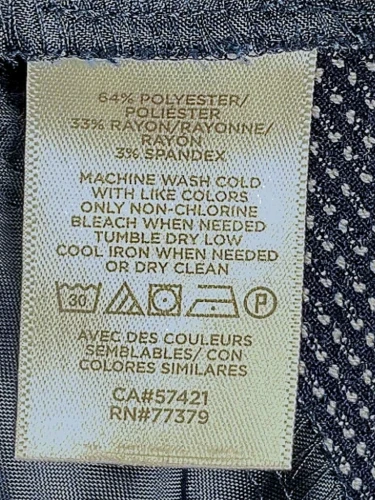 64% POLYESTER/
POLIÉSTER
33% RAYON/RAYONNE/
RAYÓN
3% SPANDEX
MACHINE WASH COLD
WITH LIKE COLORS
ONLY NON-CHLORINE
BLEACH WHEN NEEDED
TUMBLE DRY LOW
COOL IRON WHEN NEEDED
OR DRY CLEAN
30 P
AVEC DES COULEURS
SEMBLABLES/ CON
COLORES SIMILARES
CA#57421
RN#77379